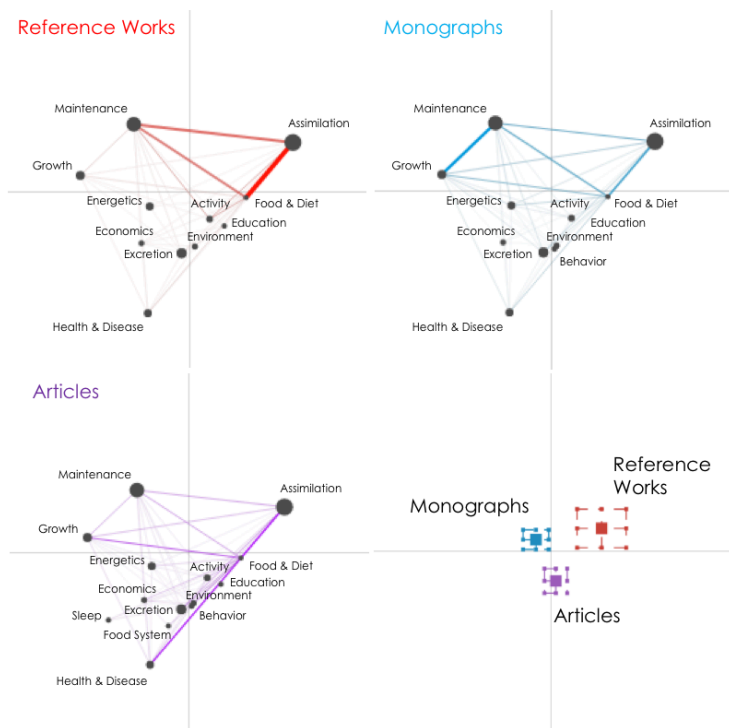 Reference Works
Maintenance
Assimilation
Growth
Energetics
Activity
Food & Diet
Education
Economics
Environment
Excretion
Health & Disease
Monographs
Maintenance
Assimilation
Growth
Energetics
Activity
Food & Diet
Education
Economics
Environment
Excretion
Behavior
Health & Disease
Articles
Maintenance
Assimilation
Growth
Energetics
Activity
Food & Diet
Education
Economics
Environment
Excretion
Behavior
Sleep
Food System
Health & Disease
Reference
Works
Monographs
Articles